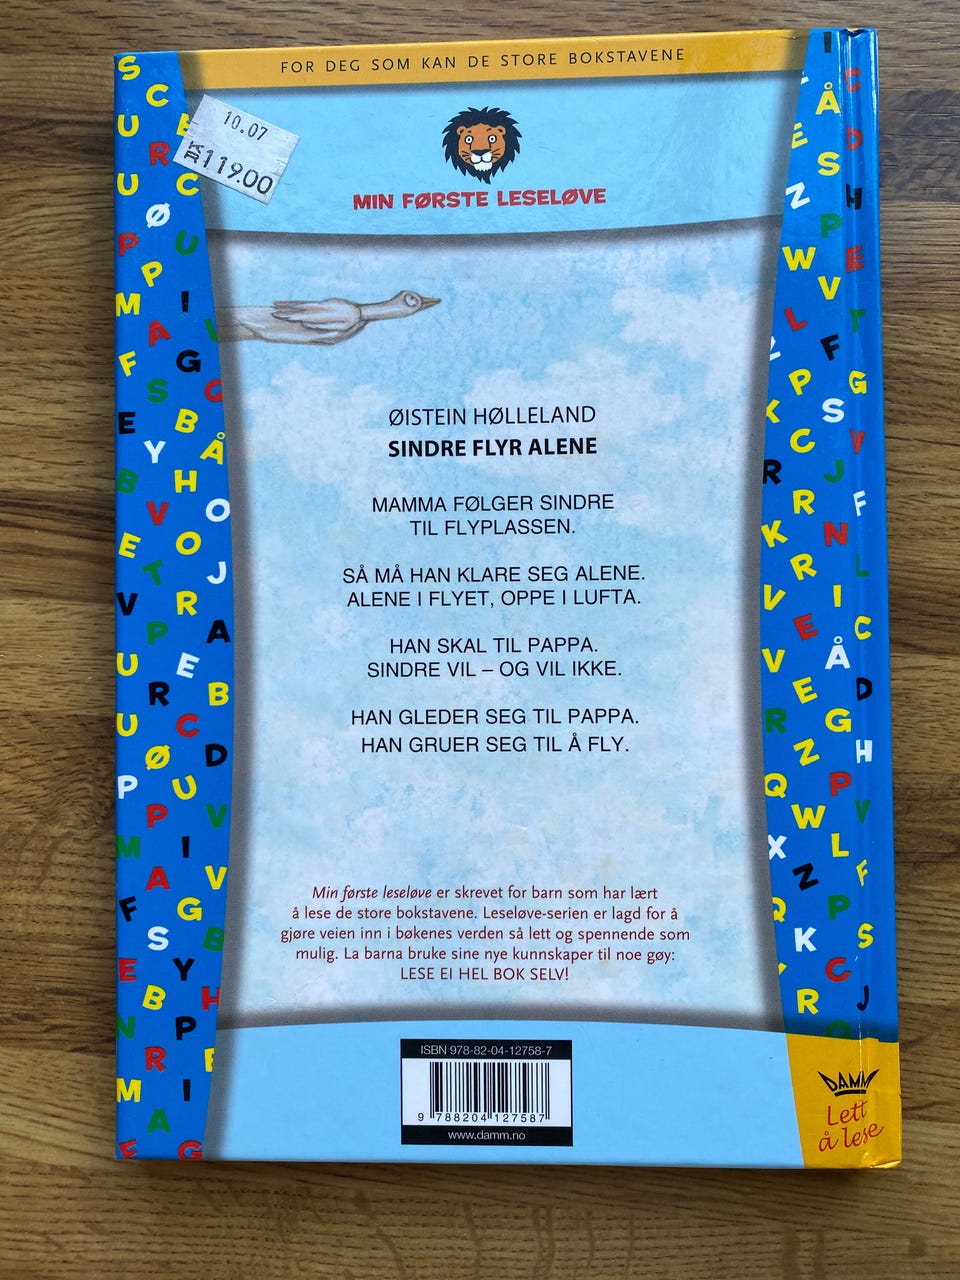 FOR DEG SOM KAN DE STORE BOKSTAVENE
10.07
119.00
MIN FØRSTE LESELØVE
ØISTEIN HØLLELAND
SINDRE FLYR ALENE
MAMMA FØLGER SINDRE
TIL FLYPLASSEN.
SÅ MÅ HAN KLARE SEG ALENE.
ALENE I FLYET, OPPE I LUFTA.
HAN SKAL TIL PAPPA.
SINDRE VIL – OG VIL IKKE.
HAN GLEDER SEG TIL PAPPA.
HAN GRUER SEG TIL Å FLY.
Min første leseløve er skrevet for barn som har lært
å lese de store bokstavene. Leseløve-serien er lagd for å
gjøre veien inn i bøkenes verden så lett og spennende som
mulig. La barna bruke sine nye kunnskaper til noe gøy:
LESE EI HEL BOK SELV!
ISBN 978-82-04-12758-7
9 788204 127587
www.damm.no
DAMM
Lett
å lese